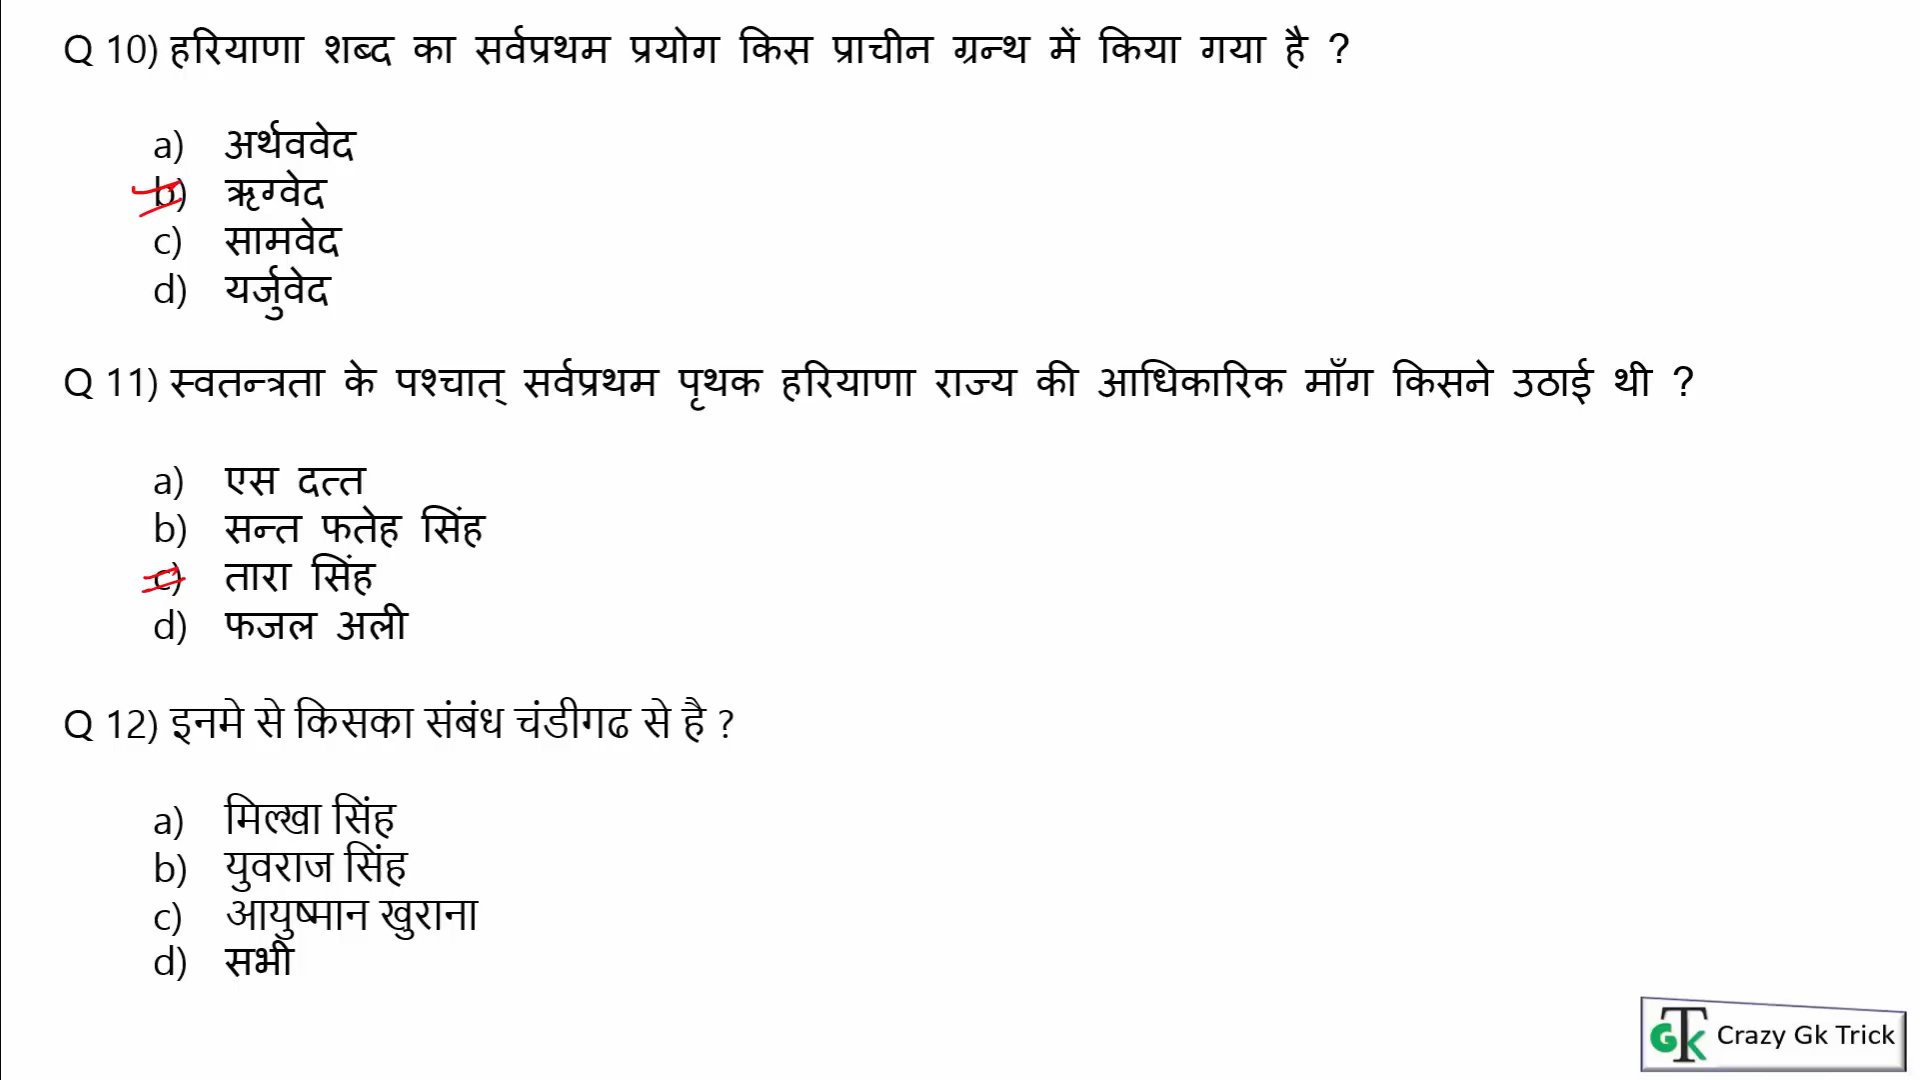 Q 10) हरियाणा शब्द का सर्वप्रथम प्रयोग किस प्राचीन ग्रन्थ में किया गया है ?
a) अर्थववेद
b) ऋग्वेद
c) सामवेद
d) यर्जुवेद
Q 11) स्वतन्त्रता के पश्चात् सर्वप्रथम पृथक हरियाणा राज्य की आधिकारिक माँग किसने उठाई थी ?
a) एस दत्त
b) सन्त फतेह सिंह
c) तारा सिंह
d) फजल अली
Q 12) इनमे से किसका संबंध चंडीगढ से है ?
a) मिल्खा सिंह
b) युवराज सिंह
c) आयुष्मान खुराना
d) सभी
GTK Crazy Gk Trick